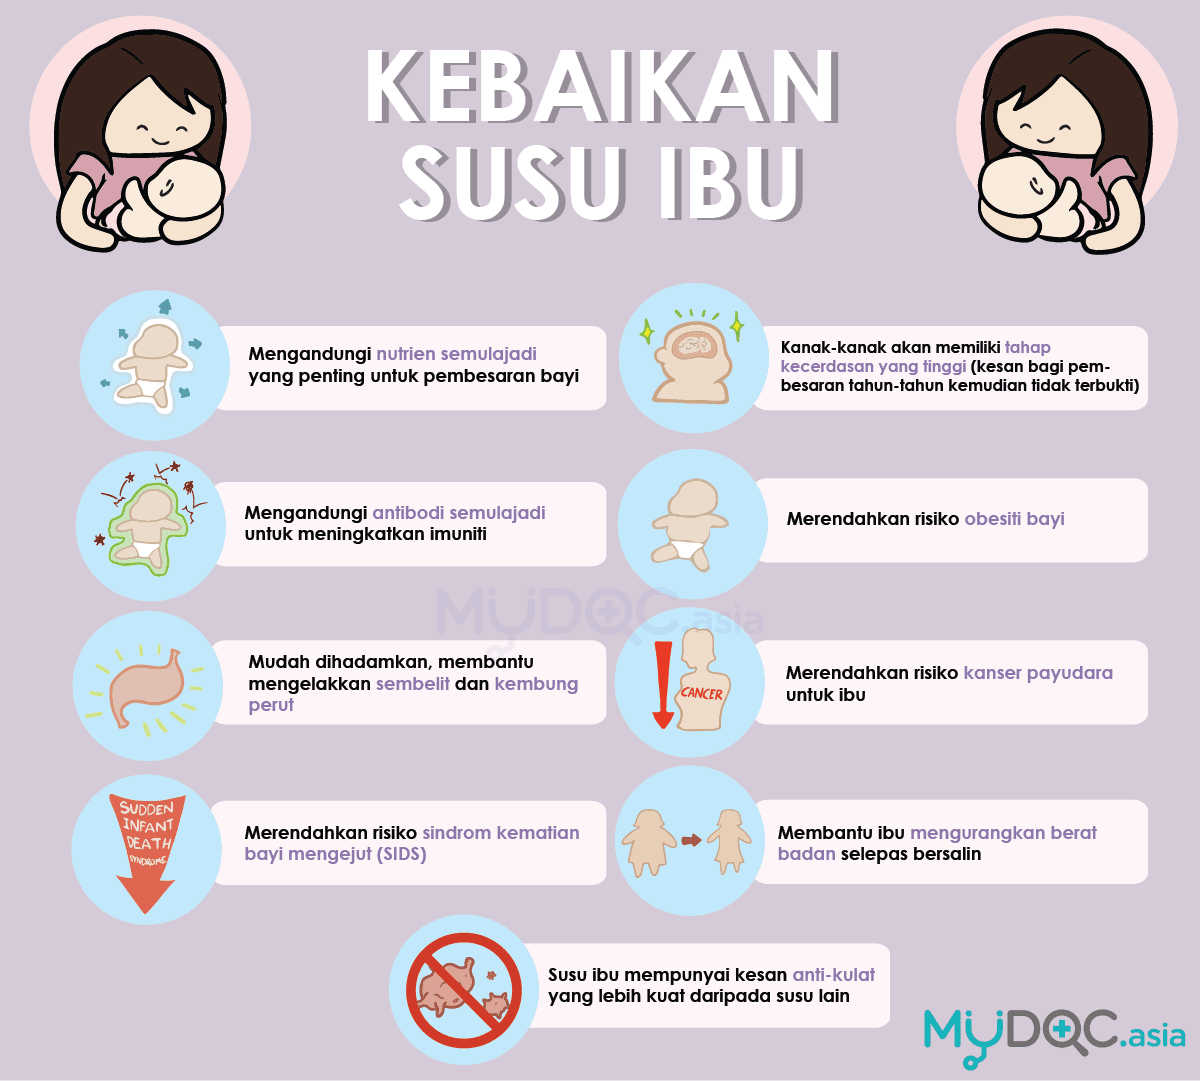 KEBAIKAN
SUSU IBU
Mengandungi nutrien semulajadi
yang penting untuk pembesaran bayi
Kanak-kanak akan memiliki tahap
kecerdasan yang tinggi (kesan bagi pem-
besaran tahun-tahun kemudian tidak terbukti)
Mengandungi antibodi semulajadi
untuk meningkatkan imuniti
Merendahkan risiko obesiti bayi
MyDOC.asia
Mudah dihadamkan, membantu
mengelakkan sembelit dan kembung
perut
CANCER
Merendahkan risiko kanser payudara
untuk ibu
SUDDEN
INFANT
DEATH
SYNDROME
Merendahkan risiko sindrom kematian
bayi mengejut (SIDS)
Membantu ibu mengurangkan berat
badan selepas bersalin
Susu ibu mempunyai kesan anti-kulat
yang lebih kuat daripada susu lain
MyDOC.asia